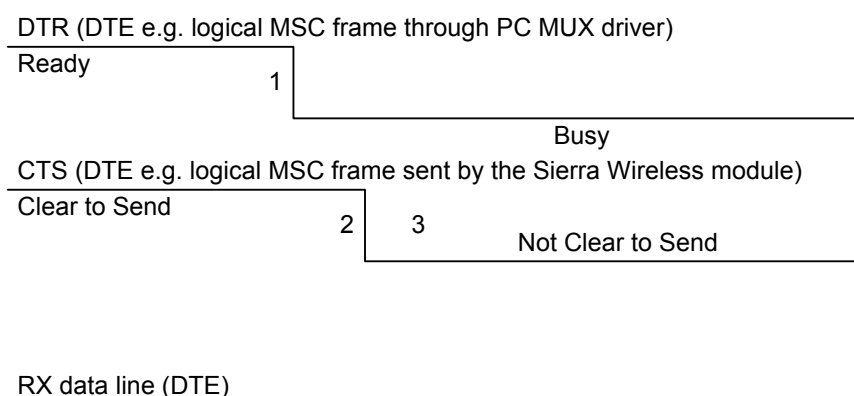 DTR (DTE e.g. logical MSC frame through PC MUX driver)
Ready
1
Busy
CTS (DTE e.g. logical MSC frame sent by the Sierra Wireless module)
Clear to Send
2
3
Not Clear to Send
RX data line (DTE)